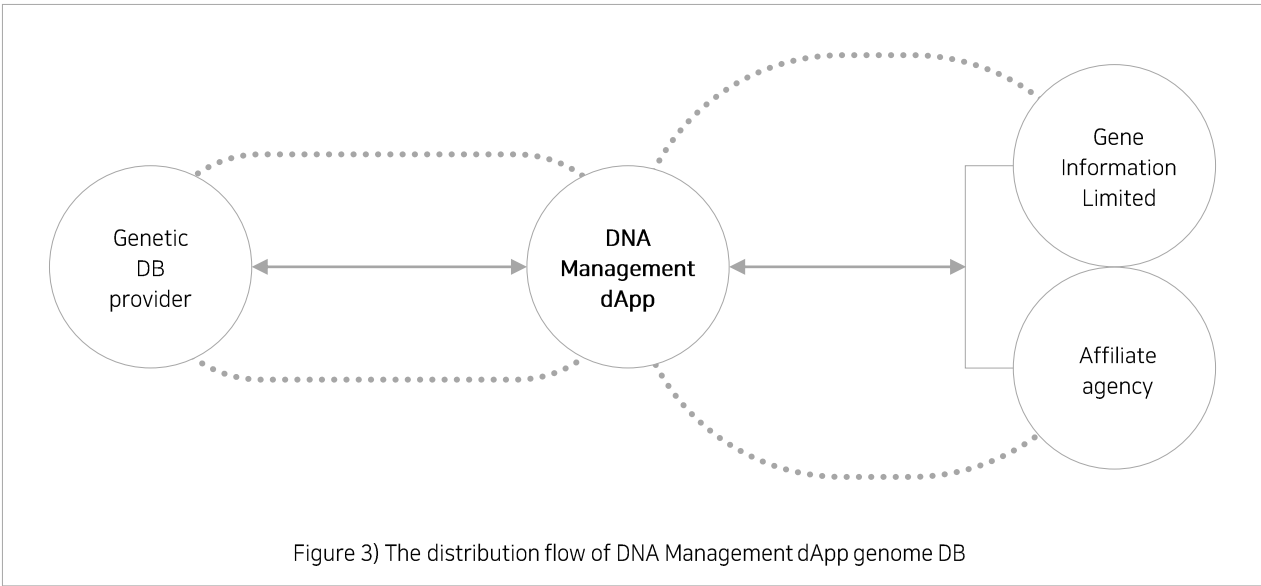 Genetic
DB
provider
DNA
Management
dApp
Gene
Information
Limited
Affiliate
agency
Figure 3) The distribution flow of DNA Management dApp genome DB